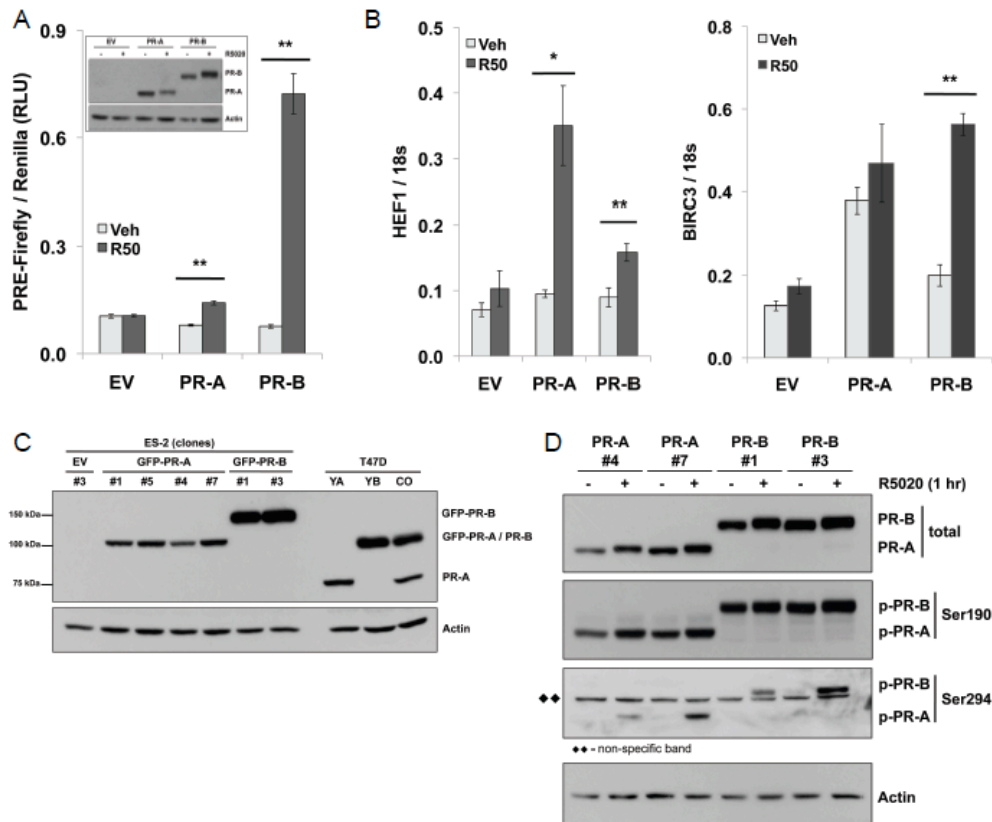 A
PRE-Firefly / Renilla (RLU)
0.9
0.6
0.3
0.0
EV PR-A PR-B
- + - + - + R5020
PR-B
PR-A
Actin
**
Veh
R50
**
EV PR-A PR-B
B
HEF1 / 18s
0.5
0.4
0.3
0.2
0.1
0.0
Veh
R50
*
**
EV PR-A PR-B
BIRC3 / 18s
0.8
0.6
0.4
0.2
0.0
Veh
R50
**
EV PR-A PR-B
C
ES-2 (clones)
EV GFP-PR-A GFP-PR-B T47D
#3 #1 #5 #4 #7 #1 #3 YA YB CO
150 kDa
100 kDa
75 kDa
GFP-PR-B
GFP-PR-A / PR-B
PR-A
Actin
D
PR-A PR-A PR-B PR-B
#4 #7 #1 #3
- + - + - + - + R5020 (1 hr)
PR-B
PR-A
total
p-PR-B
p-PR-A
Ser190
p-PR-B
p-PR-A
Ser294
◆◆
◆◆ - non-specific band
Actin